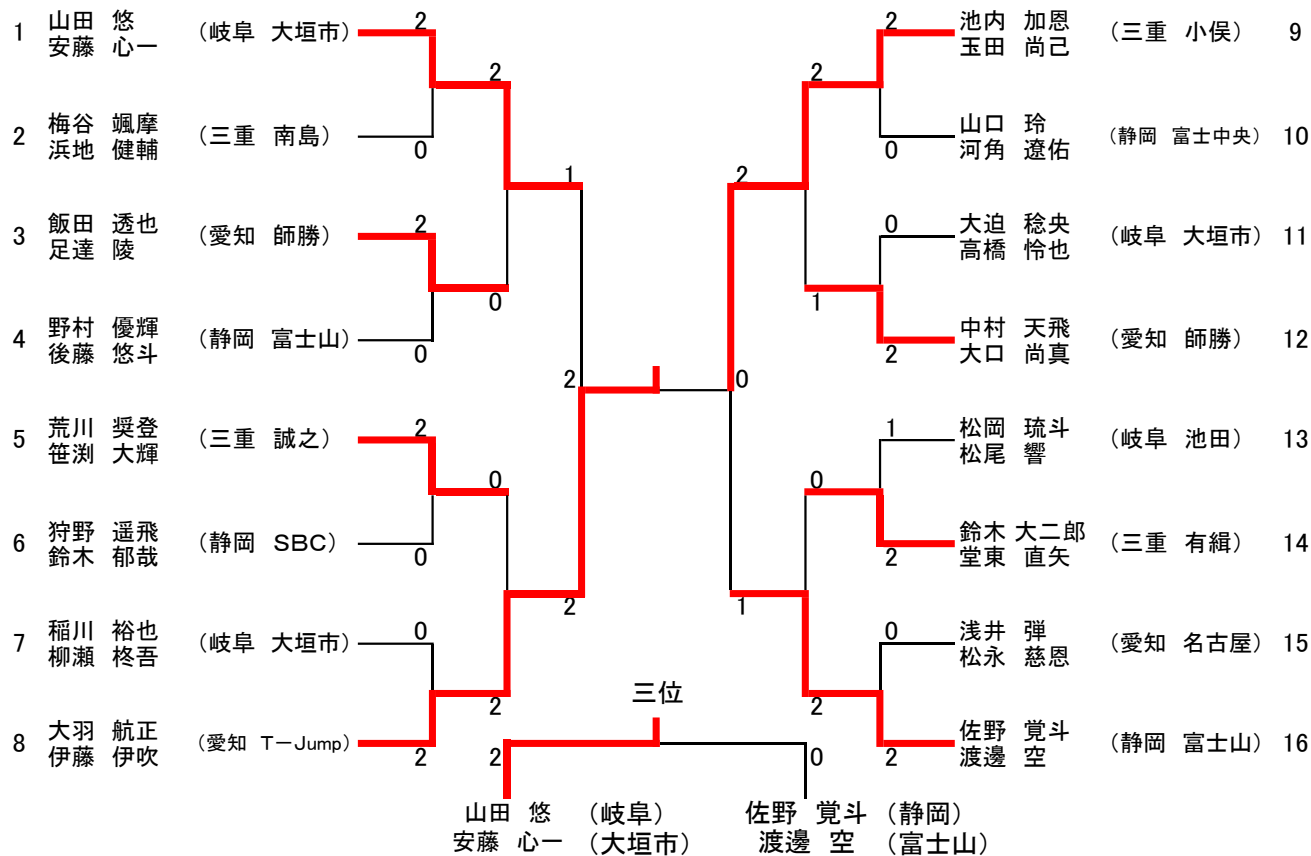 1 山田 悠 (岐阜 大垣市) 2
安藤 心一
2
2 梅谷 颯摩 (三重 南島) 0
浜地 健輔
1
3 飯田 透也 (愛知 師勝) 2
足達 陵
0
4 野村 優輝 (静岡 富士山) 0
後藤 悠斗
2
5 荒川 奨登 (三重 誠之) 2
笹渕 大輝
0
6 狩野 遥飛 (静岡 SBC) 0
鈴木 郁哉
2
7 稲川 裕也 (岐阜 大垣市) 0
柳瀬 柊吾
2
8 大羽 航正 (愛知 T-Jump) 2
伊藤 伊吹
2 池内 加恩 (三重 小俣) 9
玉田 尚己
2
0 山口 玲 (静岡 富士中央) 10
河角 遼佑
2
0 大迫 稔央 (岐阜 大垣市) 11
高橋 怜也
1
2 中村 天飛 (愛知 師勝) 12
大口 尚真
0
1 松岡 琉斗 (岐阜 池田) 13
松尾 響
0
2 鈴木 大二郎 (三重 有緝) 14
堂東 直矢
1
0 浅井 弾 (愛知 名古屋) 15
松永 慈恩
2
2 佐野 覚斗 (静岡 富士山) 16
渡邊 空
三位
2 0
山田 悠 (岐阜) 佐野 覚斗 (静岡)
安藤 心一 (大垣市) 渡邊 空 (富士山)